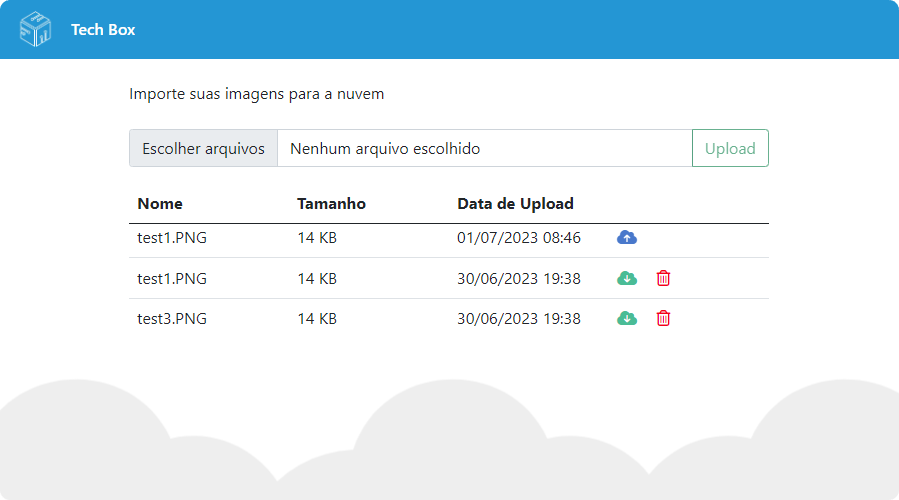 Tech Box
Importe suas imagens para a nuvem
Escolher arquivos Nenhum arquivo escolhido Upload
Nome Tamanho Data de Upload
test1.PNG 14 KB 01/07/2023 08:46
test1.PNG 14 KB 30/06/2023 19:38
test3.PNG 14 KB 30/06/2023 19:38